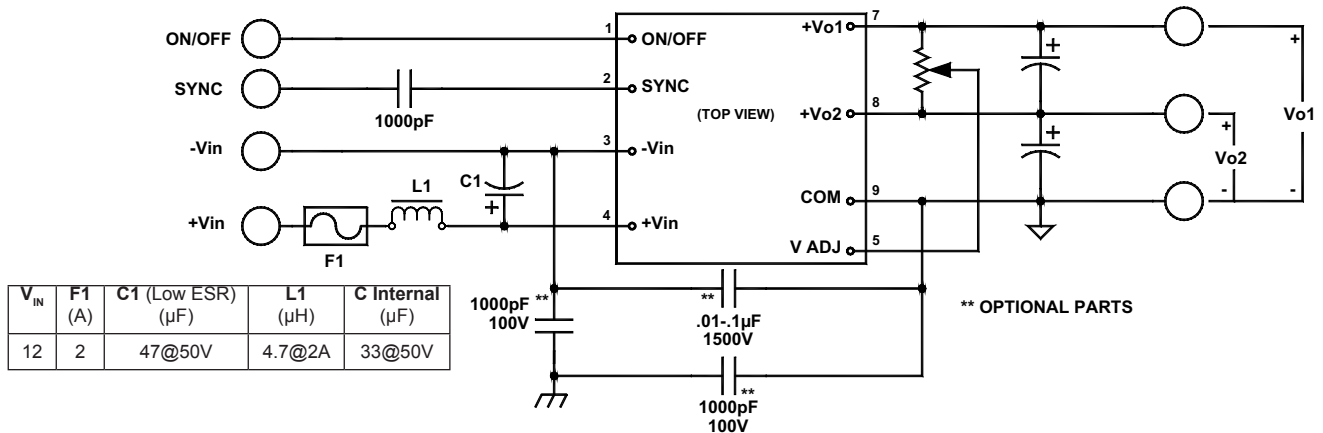 ON/OFF
1
ON/OFF
+Vo1
7
+
SYNC
1000pF
2
SYNC
(TOP VIEW)
+Vo2
8
+
+
Vo1
Vo2
-Vin
3
-Vin
+Vin
F1
L1
C1
+
4
+Vin
COM
9
-
-
V ADJ
5
+
V_IN F1 (A) C1 (Low ESR) (µF) L1 (µH) C Internal (µF)
12 2 47@50V 4.7@2A 33@50V
1000pF **
100V
**
.01-.1µF
1500V
** OPTIONAL PARTS
**
1000pF
100V